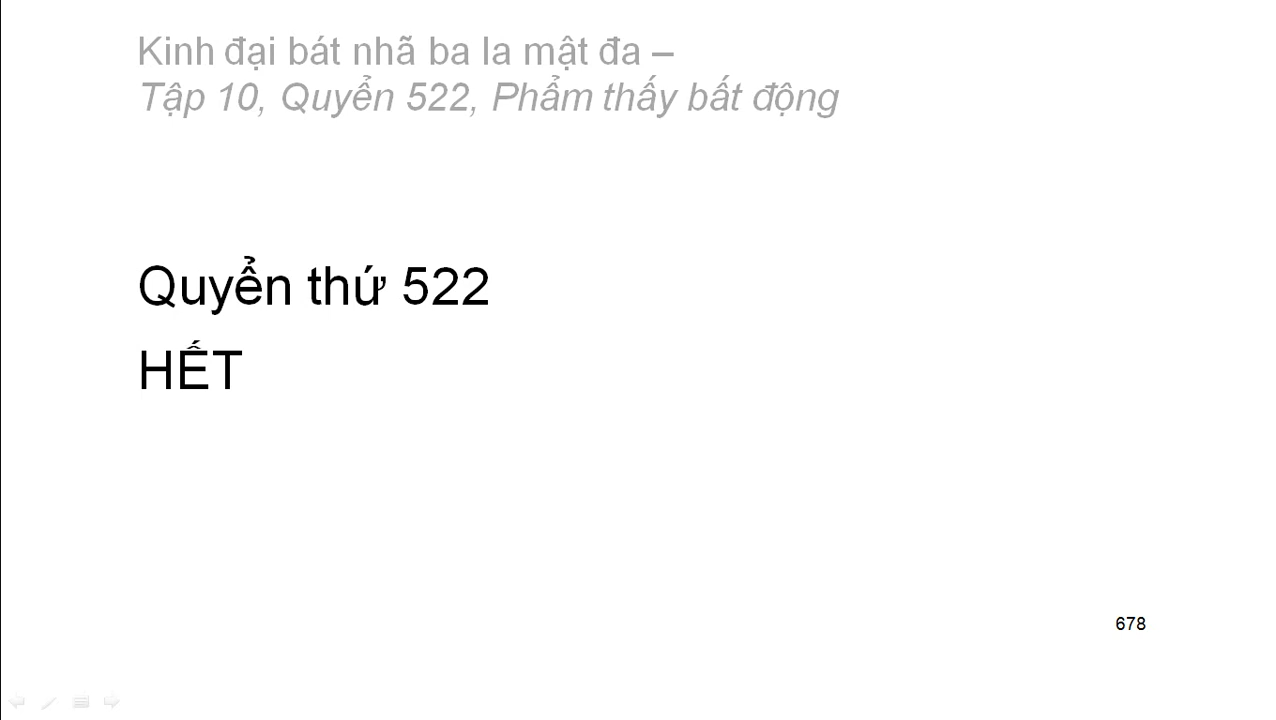 Kinh đại bát nhã ba la mật đa –
Tập 10, Quyển 522, Phẩm thấy bất động
Quyển thứ 522
HẾT
678